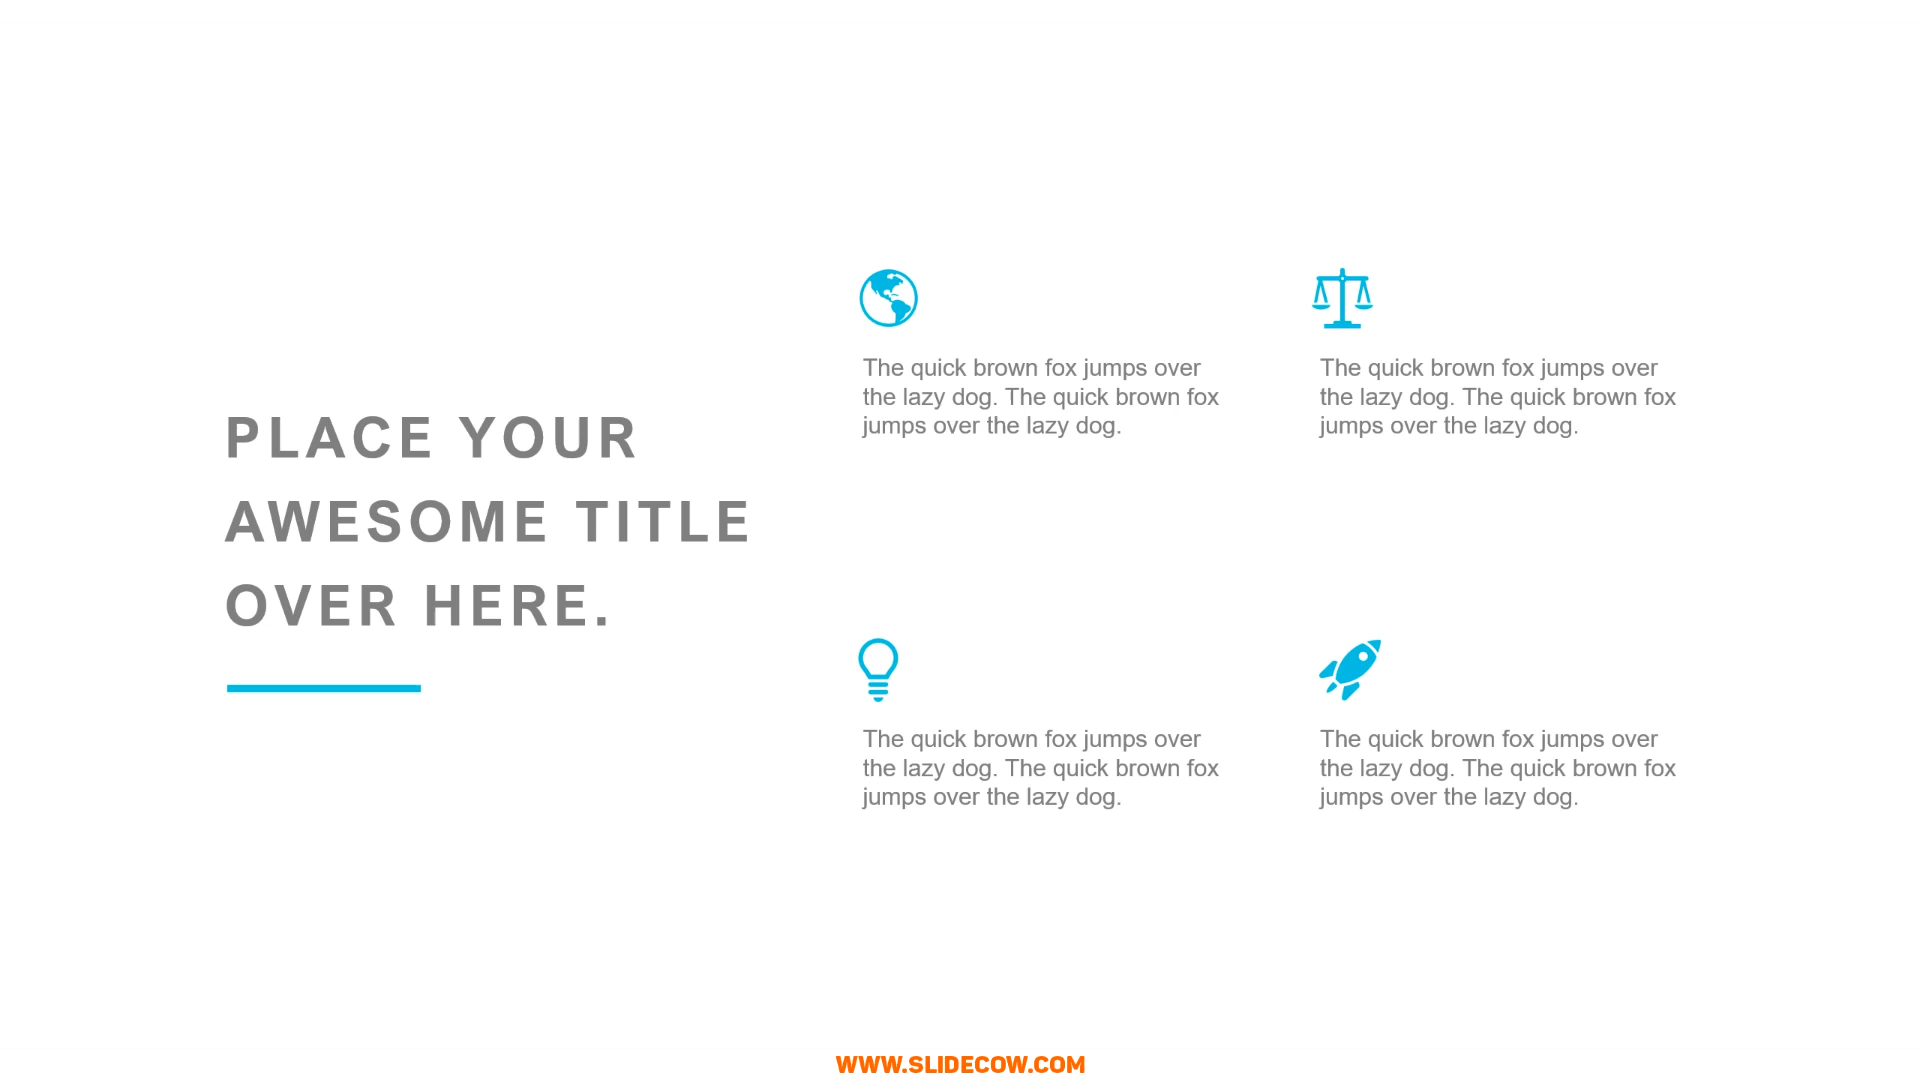 PLACE YOUR
AWESOME TITLE
OVER HERE.
The quick brown fox jumps over
the lazy dog. The quick brown fox
jumps over the lazy dog.
The quick brown fox jumps over
the lazy dog. The quick brown fox
jumps over the lazy dog.
The quick brown fox jumps over
the lazy dog. The quick brown fox
jumps over the lazy dog.
The quick brown fox jumps over
the lazy dog. The quick brown fox
jumps over the lazy dog.
WWW.SLIDECOW.COM